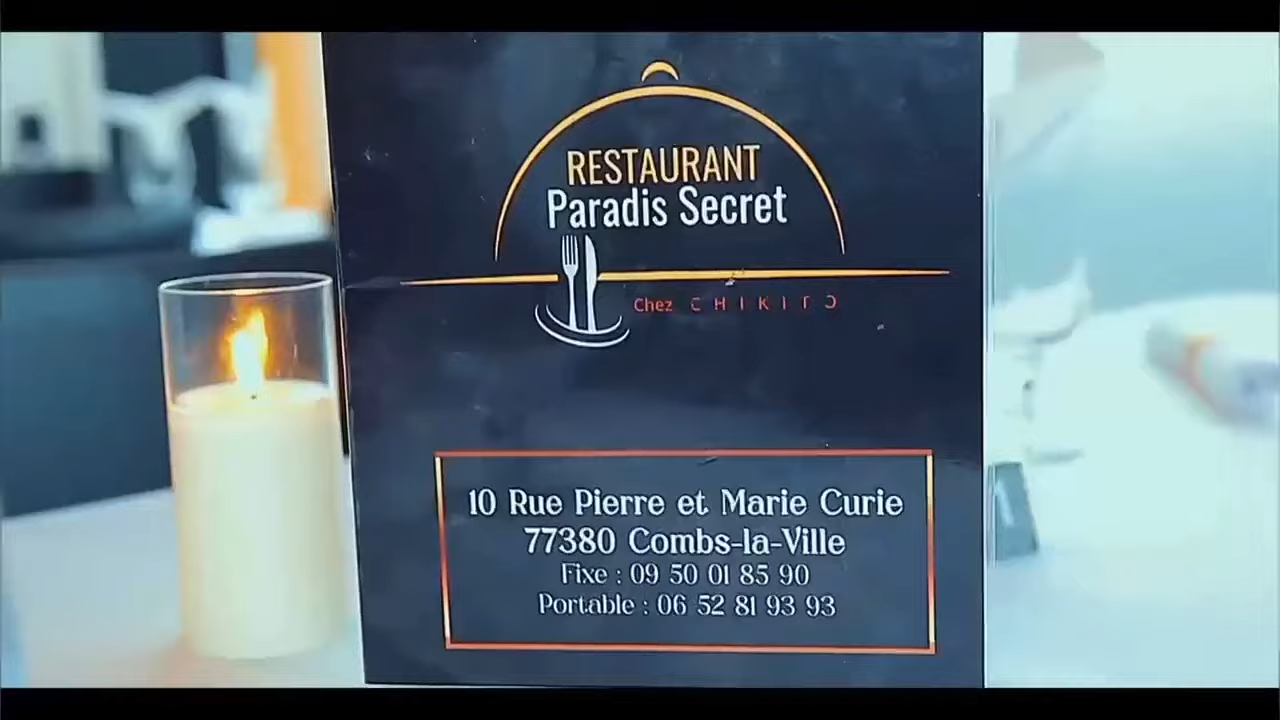 RESTAURANT
Paradis Secret
Chez CHIKITO
10 Rue Pierre et Marie Curie
77380 Combs-la-Ville
Fixe : 09 50 01 85 90
Portable : 06 52 81 93 93